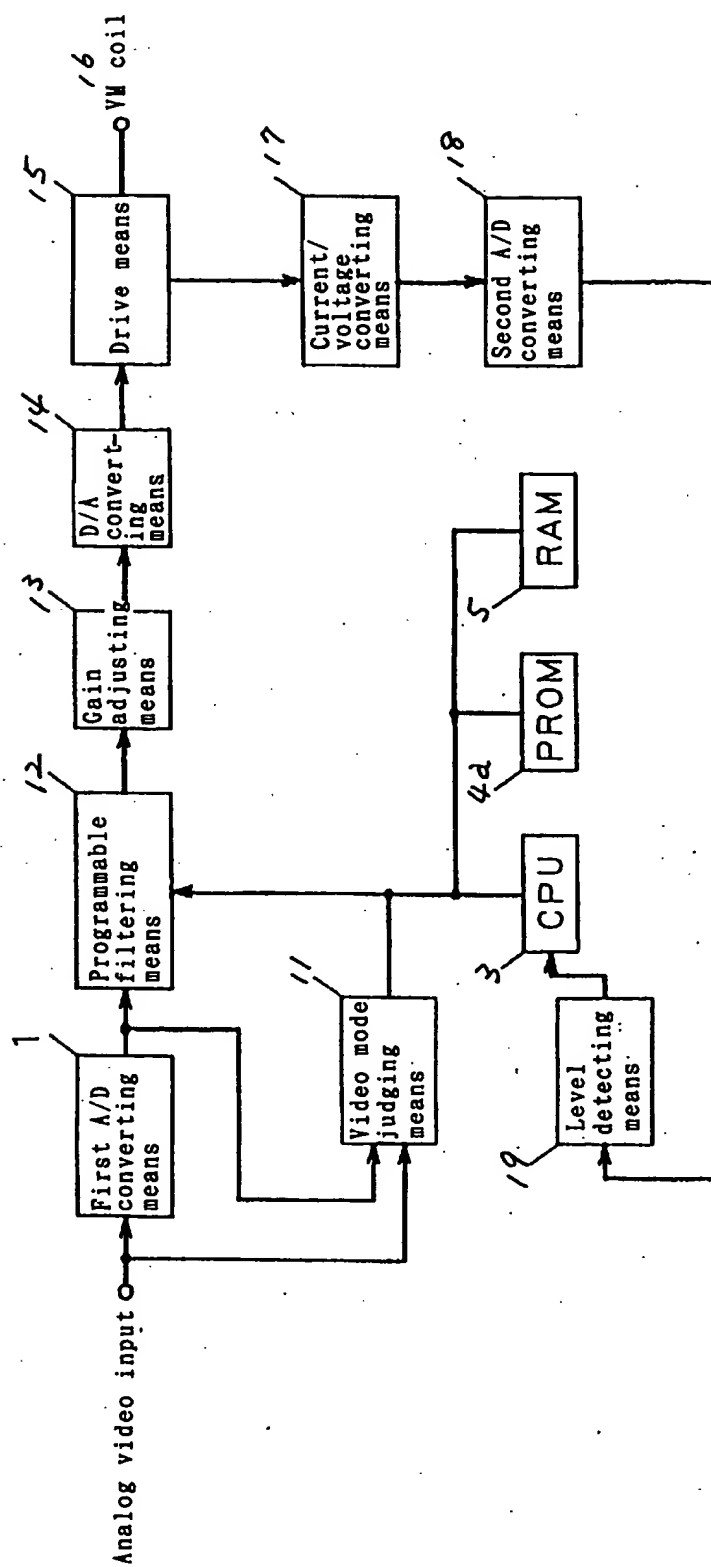 Analog video input
1
First A/D
converting
means
12
Programmable
filtering
means
13
Gain
adjusting
means
14
D/A
convert-
ing
means
15
Drive means
16
VM coil
11
Video mode
judging
means
17
Current/
voltage
converting
means
18
Second A/D
converting
means
19
Level
detecting
means
3
CPU
4a
PROM
5
RAM